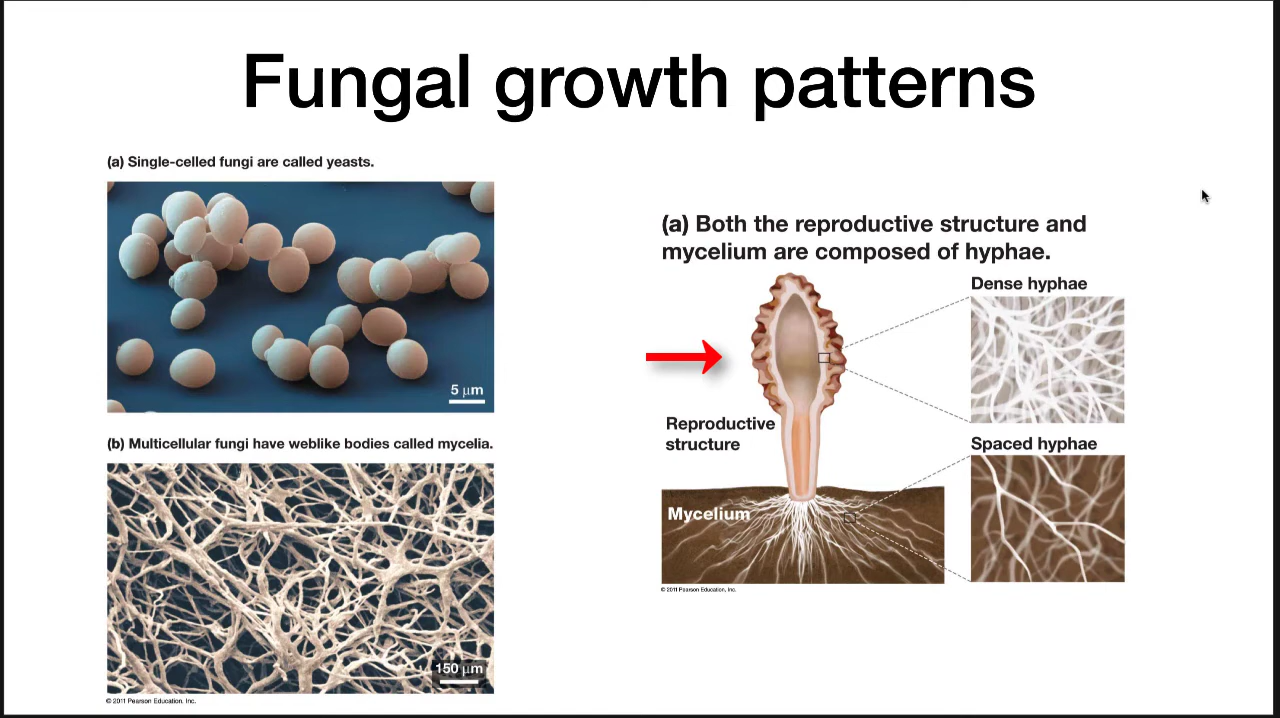 Fungal growth patterns
(a) Single-celled fungi are called yeasts.
5 μm
(b) Multicellular fungi have weblike bodies called mycelia.
150 μm
© 2011 Pearson Education, Inc.
(a) Both the reproductive structure and
mycelium are composed of hyphae.
Dense hyphae
Reproductive
structure
Spaced hyphae
Mycelium
© 2011 Pearson Education, Inc.